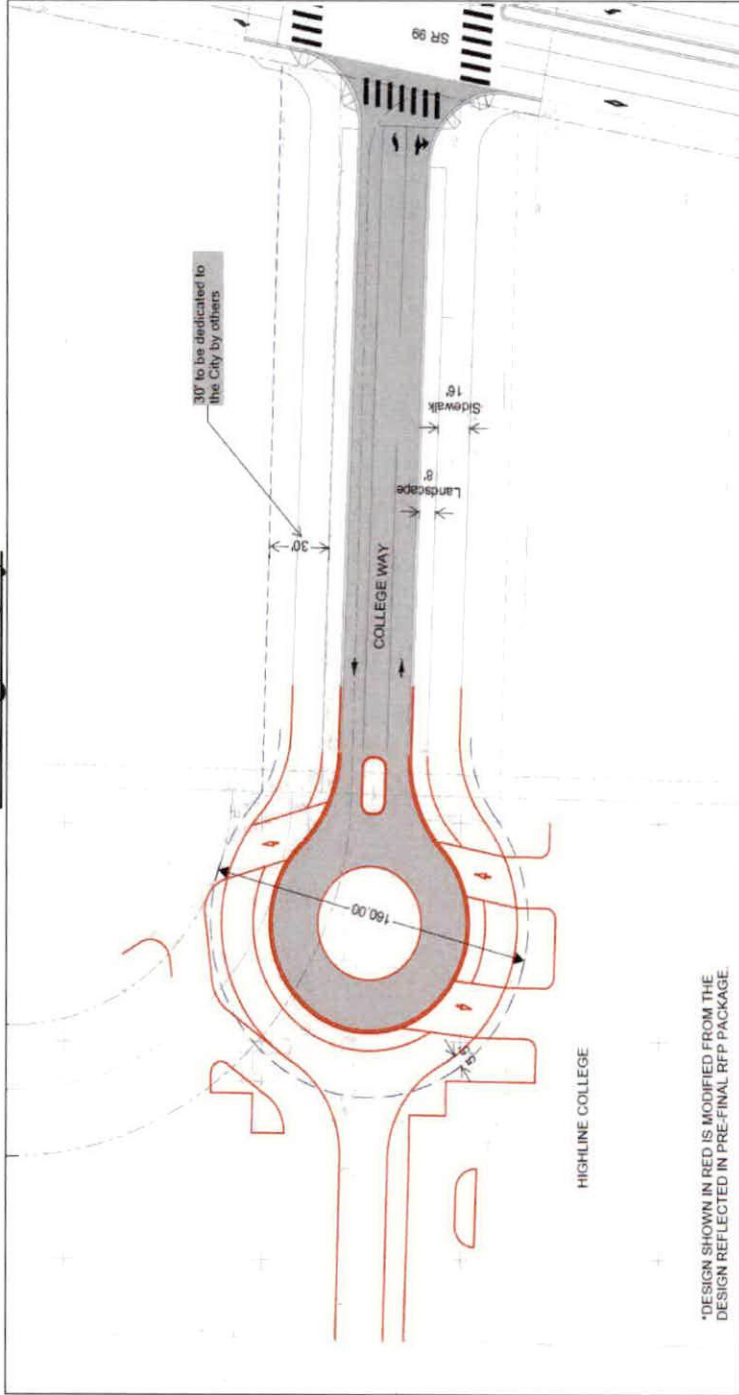 SR 99
30' to be dedicated to
the City by others
30'
Sidewalk
16'
Landscape
8'
COLLEGE WAY
160.00
HIGHLINE COLLEGE
*DESIGN SHOWN IN RED IS MODIFIED FROM THE
DESIGN REFLECTED IN PRE-FINAL RFP PACKAGE.